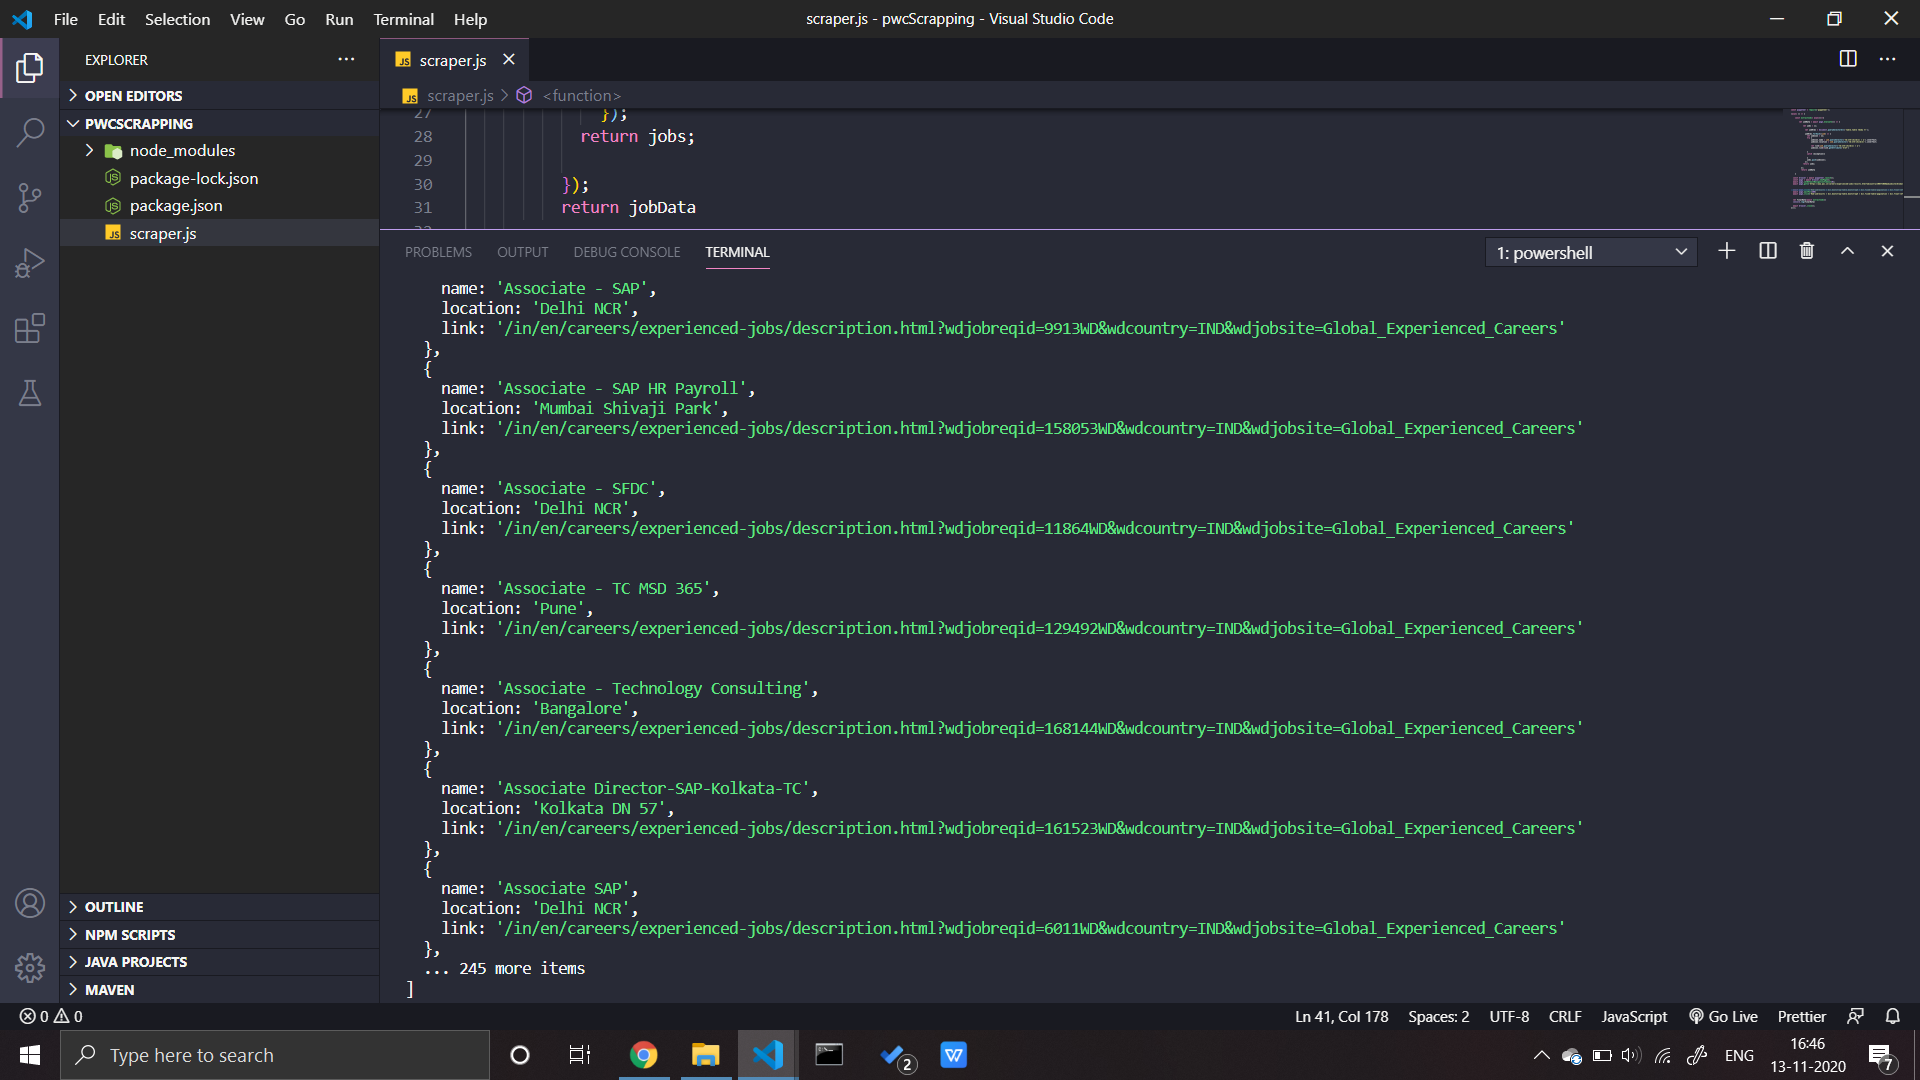 File Edit Selection View Go Run Terminal Help
scraper.js - pwcScrapping - Visual Studio Code
EXPLORER
OPEN EDITORS
PWCSCRAPPING
node_modules
package-lock.json
package.json
scraper.js
OUTLINE
NPM SCRIPTS
JAVA PROJECTS
MAVEN
scraper.js
scraper.js > <function>
27 });
28 return jobs;
29
30 });
31 return jobData
PROBLEMS OUTPUT DEBUG CONSOLE TERMINAL
1: powershell
name: 'Associate - SAP',
location: 'Delhi NCR',
link: '/in/en/careers/experienced-jobs/description.html?wdjobreqid=9913WD&wdcountry=IND&wdjobsite=Global_Experienced_Careers'
},
{
name: 'Associate - SAP HR Payroll',
location: 'Mumbai Shivaji Park',
link: '/in/en/careers/experienced-jobs/description.html?wdjobreqid=158053WD&wdcountry=IND&wdjobsite=Global_Experienced_Careers'
},
{
name: 'Associate - SFDC',
location: 'Delhi NCR',
link: '/in/en/careers/experienced-jobs/description.html?wdjobreqid=11864WD&wdcountry=IND&wdjobsite=Global_Experienced_Careers'
},
{
name: 'Associate - TC MSD 365',
location: 'Pune',
link: '/in/en/careers/experienced-jobs/description.html?wdjobreqid=129492WD&wdcountry=IND&wdjobsite=Global_Experienced_Careers'
},
{
name: 'Associate - Technology Consulting',
location: 'Bangalore',
link: '/in/en/careers/experienced-jobs/description.html?wdjobreqid=168144WD&wdcountry=IND&wdjobsite=Global_Experienced_Careers'
},
{
name: 'Associate Director-SAP-Kolkata-TC',
location: 'Kolkata DN 57',
link: '/in/en/careers/experienced-jobs/description.html?wdjobreqid=161523WD&wdcountry=IND&wdjobsite=Global_Experienced_Careers'
},
{
name: 'Associate SAP',
location: 'Delhi NCR',
link: '/in/en/careers/experienced-jobs/description.html?wdjobreqid=6011WD&wdcountry=IND&wdjobsite=Global_Experienced_Careers'
},
... 245 more items
]
0 0
Ln 41, Col 178 Spaces: 2 UTF-8 CRLF JavaScript Go Live Prettier
Type here to search
2
W
ENG
16:46
13-11-2020
7